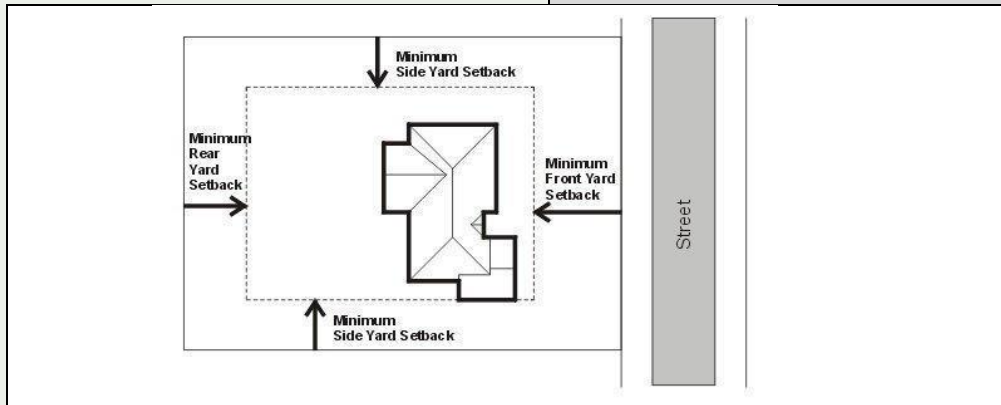 Minimum
Side Yard Setback
Minimum
Rear
Yard
Setback
Minimum
Front Yard
Setback
Street
Minimum
Side Yard Setback